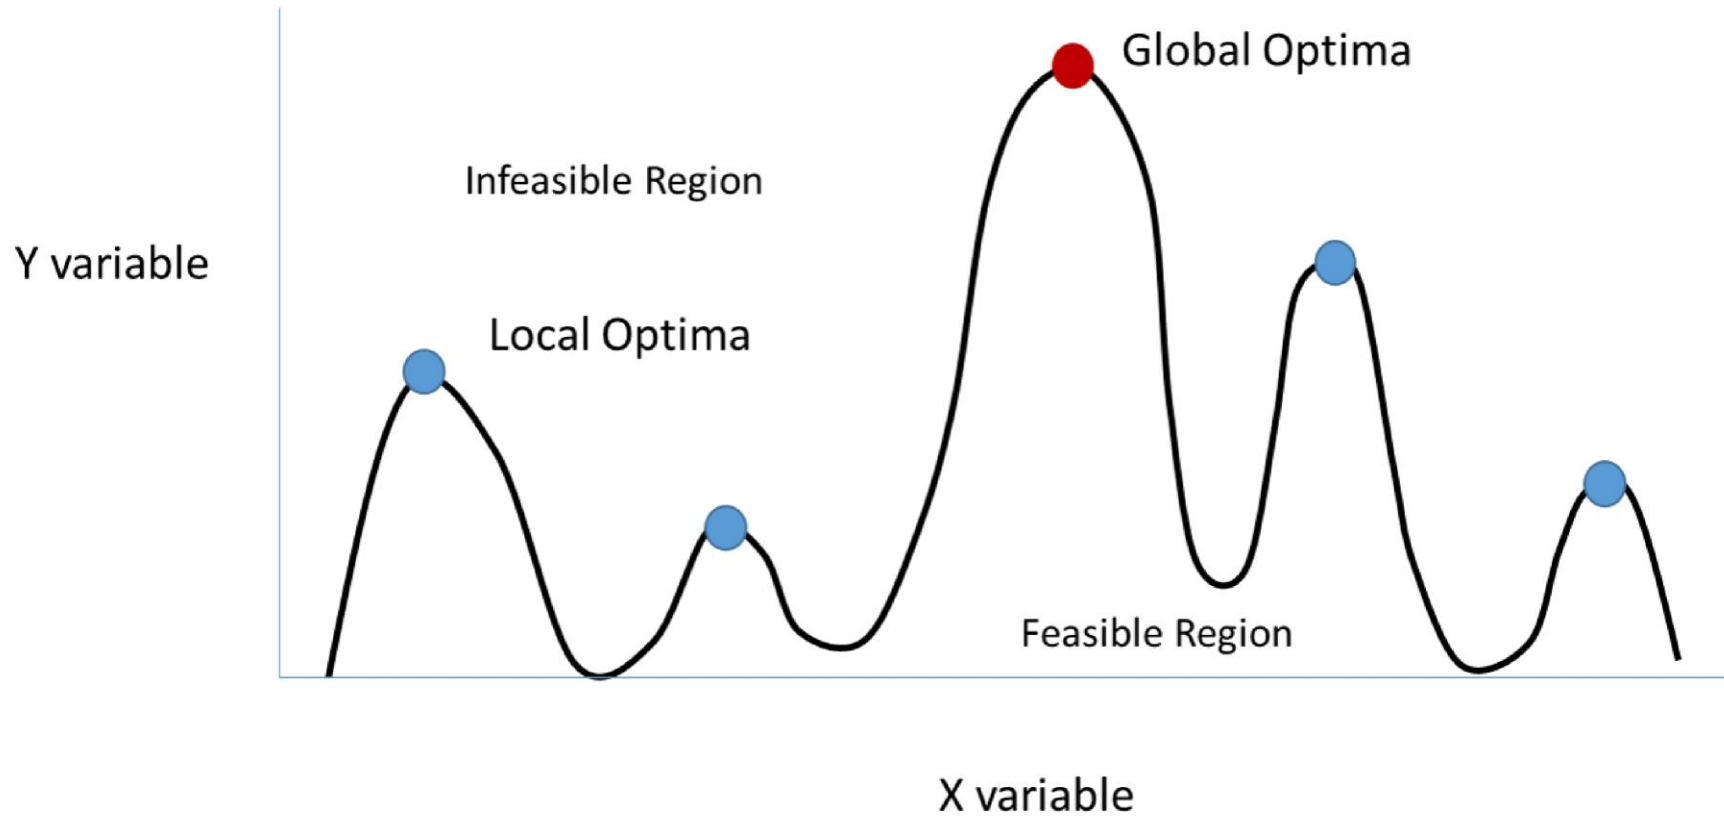 Global Optima
Infeasible Region
Y variable
Local Optima
Feasible Region
X variable